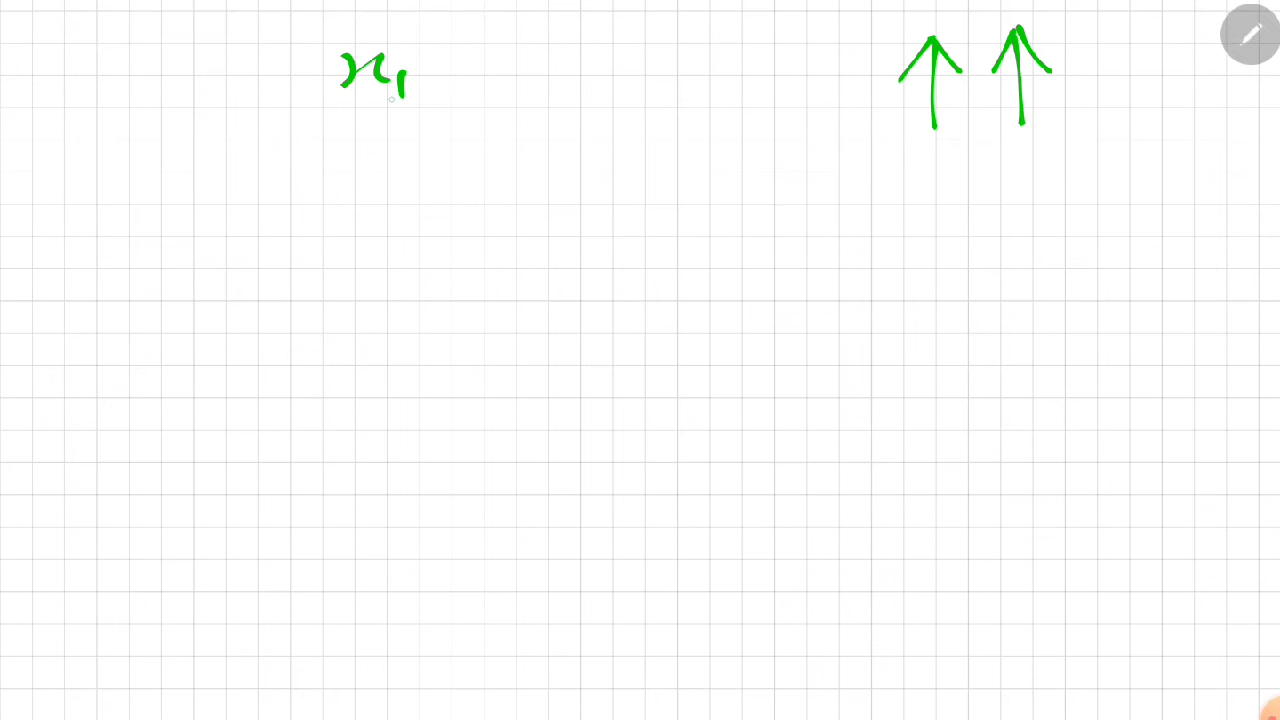 x₁ ↑ ↑